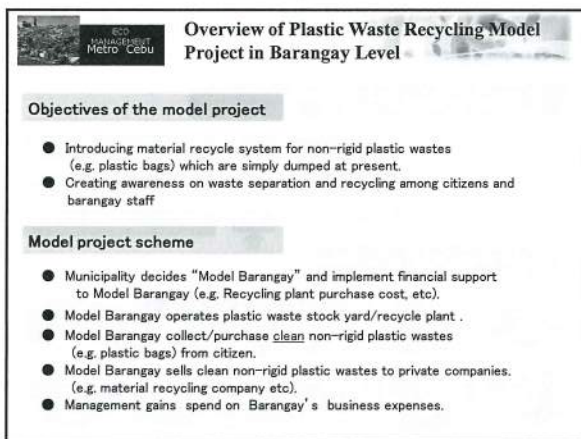 ECO
MANAGEMENT
Metro Cebu
Overview of Plastic Waste Recycling Model
Project in Barangay Level
Objectives of the model project
● Introducing material recycle system for non-rigid plastic wastes
(e.g. plastic bags) which are simply dumped at present.
● Creating awareness on waste separation and recycling among citizens and
barangay staff
Model project scheme
● Municipality decides "Model Barangay" and implement financial support
to Model Barangay (e.g. Recycling plant purchase cost, etc).
● Model Barangay operates plastic waste stock yard/recycle plant .
● Model Barangay collect/purchase clean non-rigid plastic wastes
(e.g. plastic bags) from citizen.
● Model Barangay sells clean non-rigid plastic wastes to private companies.
(e.g. material recycling company etc).
● Management gains spend on Barangay's business expenses.